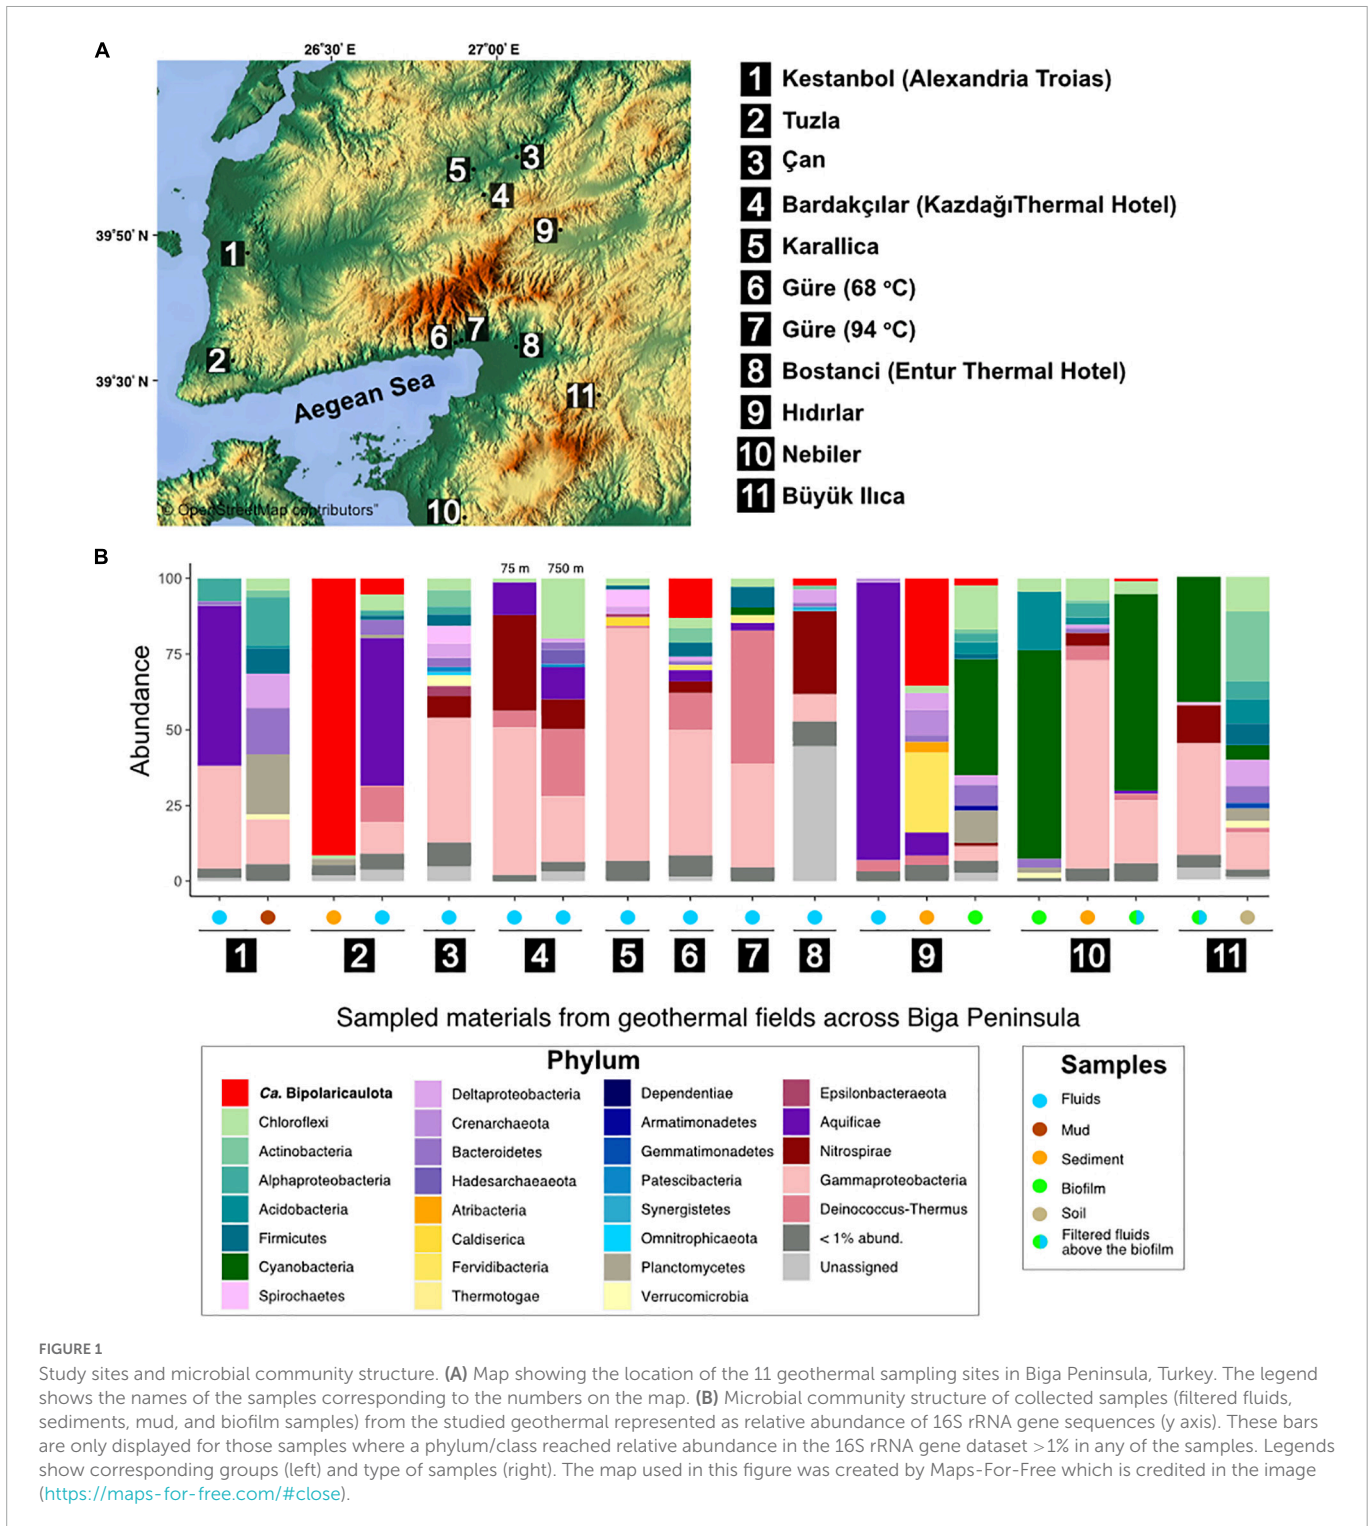 A
26°30' E 27°00' E
39°50' N
39°30' N
1
2
3
4
5
6
7
8
9
10
11
Aegean Sea
© OpenStreetMap contributors"
1 Kestanbol (Alexandria Troias)
2 Tuzla
3 Çan
4 Bardakçılar (KazdağıThermal Hotel)
5 Karallica
6 Güre (68 °C)
7 Güre (94 °C)
8 Bostanci (Entur Thermal Hotel)
9 Hıdırlar
10 Nebiler
11 Büyük Ilıca
B
75 m 750 m
Abundance
100
75
50
25
0
1 2 3 4 5 6 7 8 9 10 11
Sampled materials from geothermal fields across Biga Peninsula
Phylum
Ca. Bipolaricaulota
Chloroflexi
Actinobacteria
Alphaproteobacteria
Acidobacteria
Firmicutes
Cyanobacteria
Spirochaetes
Deltaproteobacteria
Crenarchaeota
Bacteroidetes
Hadesarchaeaeota
Atribacteria
Caldiserica
Fervidibacteria
Thermotogae
Dependentiae
Armatimonadetes
Gemmatimonadetes
Patescibacteria
Synergistetes
Omnitrophicaeota
Planctomycetes
Verrucomicrobia
Epsilonbacteraeota
Aquificae
Nitrospirae
Gammaproteobacteria
Deinococcus-Thermus
< 1% abund.
Unassigned
Samples
Fluids
Mud
Sediment
Biofilm
Soil
Filtered fluids
above the biofilm
FIGURE 1
Study sites and microbial community structure. (A) Map showing the location of the 11 geothermal sampling sites in Biga Peninsula, Turkey. The legend
shows the names of the samples corresponding to the numbers on the map. (B) Microbial community structure of collected samples (filtered fluids,
sediments, mud, and biofilm samples) from the studied geothermal represented as relative abundance of 16S rRNA gene sequences (y axis). These bars
are only displayed for those samples where a phylum/class reached relative abundance in the 16S rRNA gene dataset >1% in any of the samples. Legends
show corresponding groups (left) and type of samples (right). The map used in this figure was created by Maps-For-Free which is credited in the image
(https://maps-for-free.com/#close).